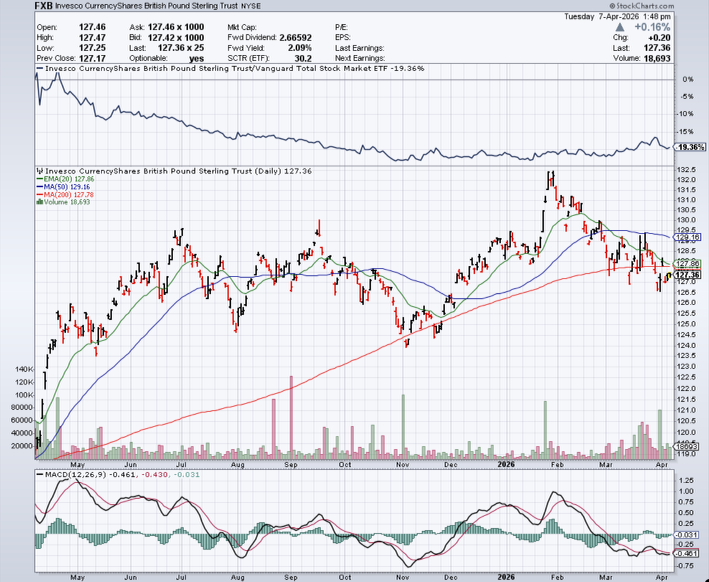 FXB Invesco CurrencyShares British Pound Sterling Trust NYSE © StockCharts.com
Tuesday 7-Apr-2026 1:48 pm
Open: 127.46 Ask: 127.46 x 1000 Mkt Cap: P/E: ▲ +0.16%
High: 127.47 Bid: 127.42 x 1000 Fwd Dividend: 2.66592 EPS: Chg: +0.20
Low: 127.25 Last: 127.36 x 25 Fwd Yield: 2.09% Last Earnings: Last: 127.36
Prev Close: 127.17 Optionable: yes SCTR (ETF): 30.2 Next Earnings: Volume: 18,693
Invesco CurrencyShares British Pound Sterling Trust/Vanguard Total Stock Market ETF -19.36%
0%
-5%
-10%
-15%
-19.36%
Invesco CurrencyShares British Pound Sterling Trust (Daily) 127.36
EMA(20) 127.86
MA(50) 129.16
MA(200) 127.78
Volume 18,693
132.5
132.0
131.5
131.0
130.5
130.0
129.5
129.16
128.5
127.86
127.36
127.0
126.5
126.0
125.5
125.0
124.5
124.0
123.5
123.0
122.5
122.0
121.5
121.0
120.5
120.0
119.0
140K
120K
100000
80000
60000
40000
20000
18693
May Jun Jul Aug Sep Oct Nov Dec 2026 Feb Mar Apr
MACD(12,26,9) -0.461, -0.430, -0.031
1.25
1.00
0.75
0.50
0.25
-0.031
-0.25
-0.461
-0.75
May Jun Jul Aug Sep Oct Nov Dec 2026 Feb Mar Apr